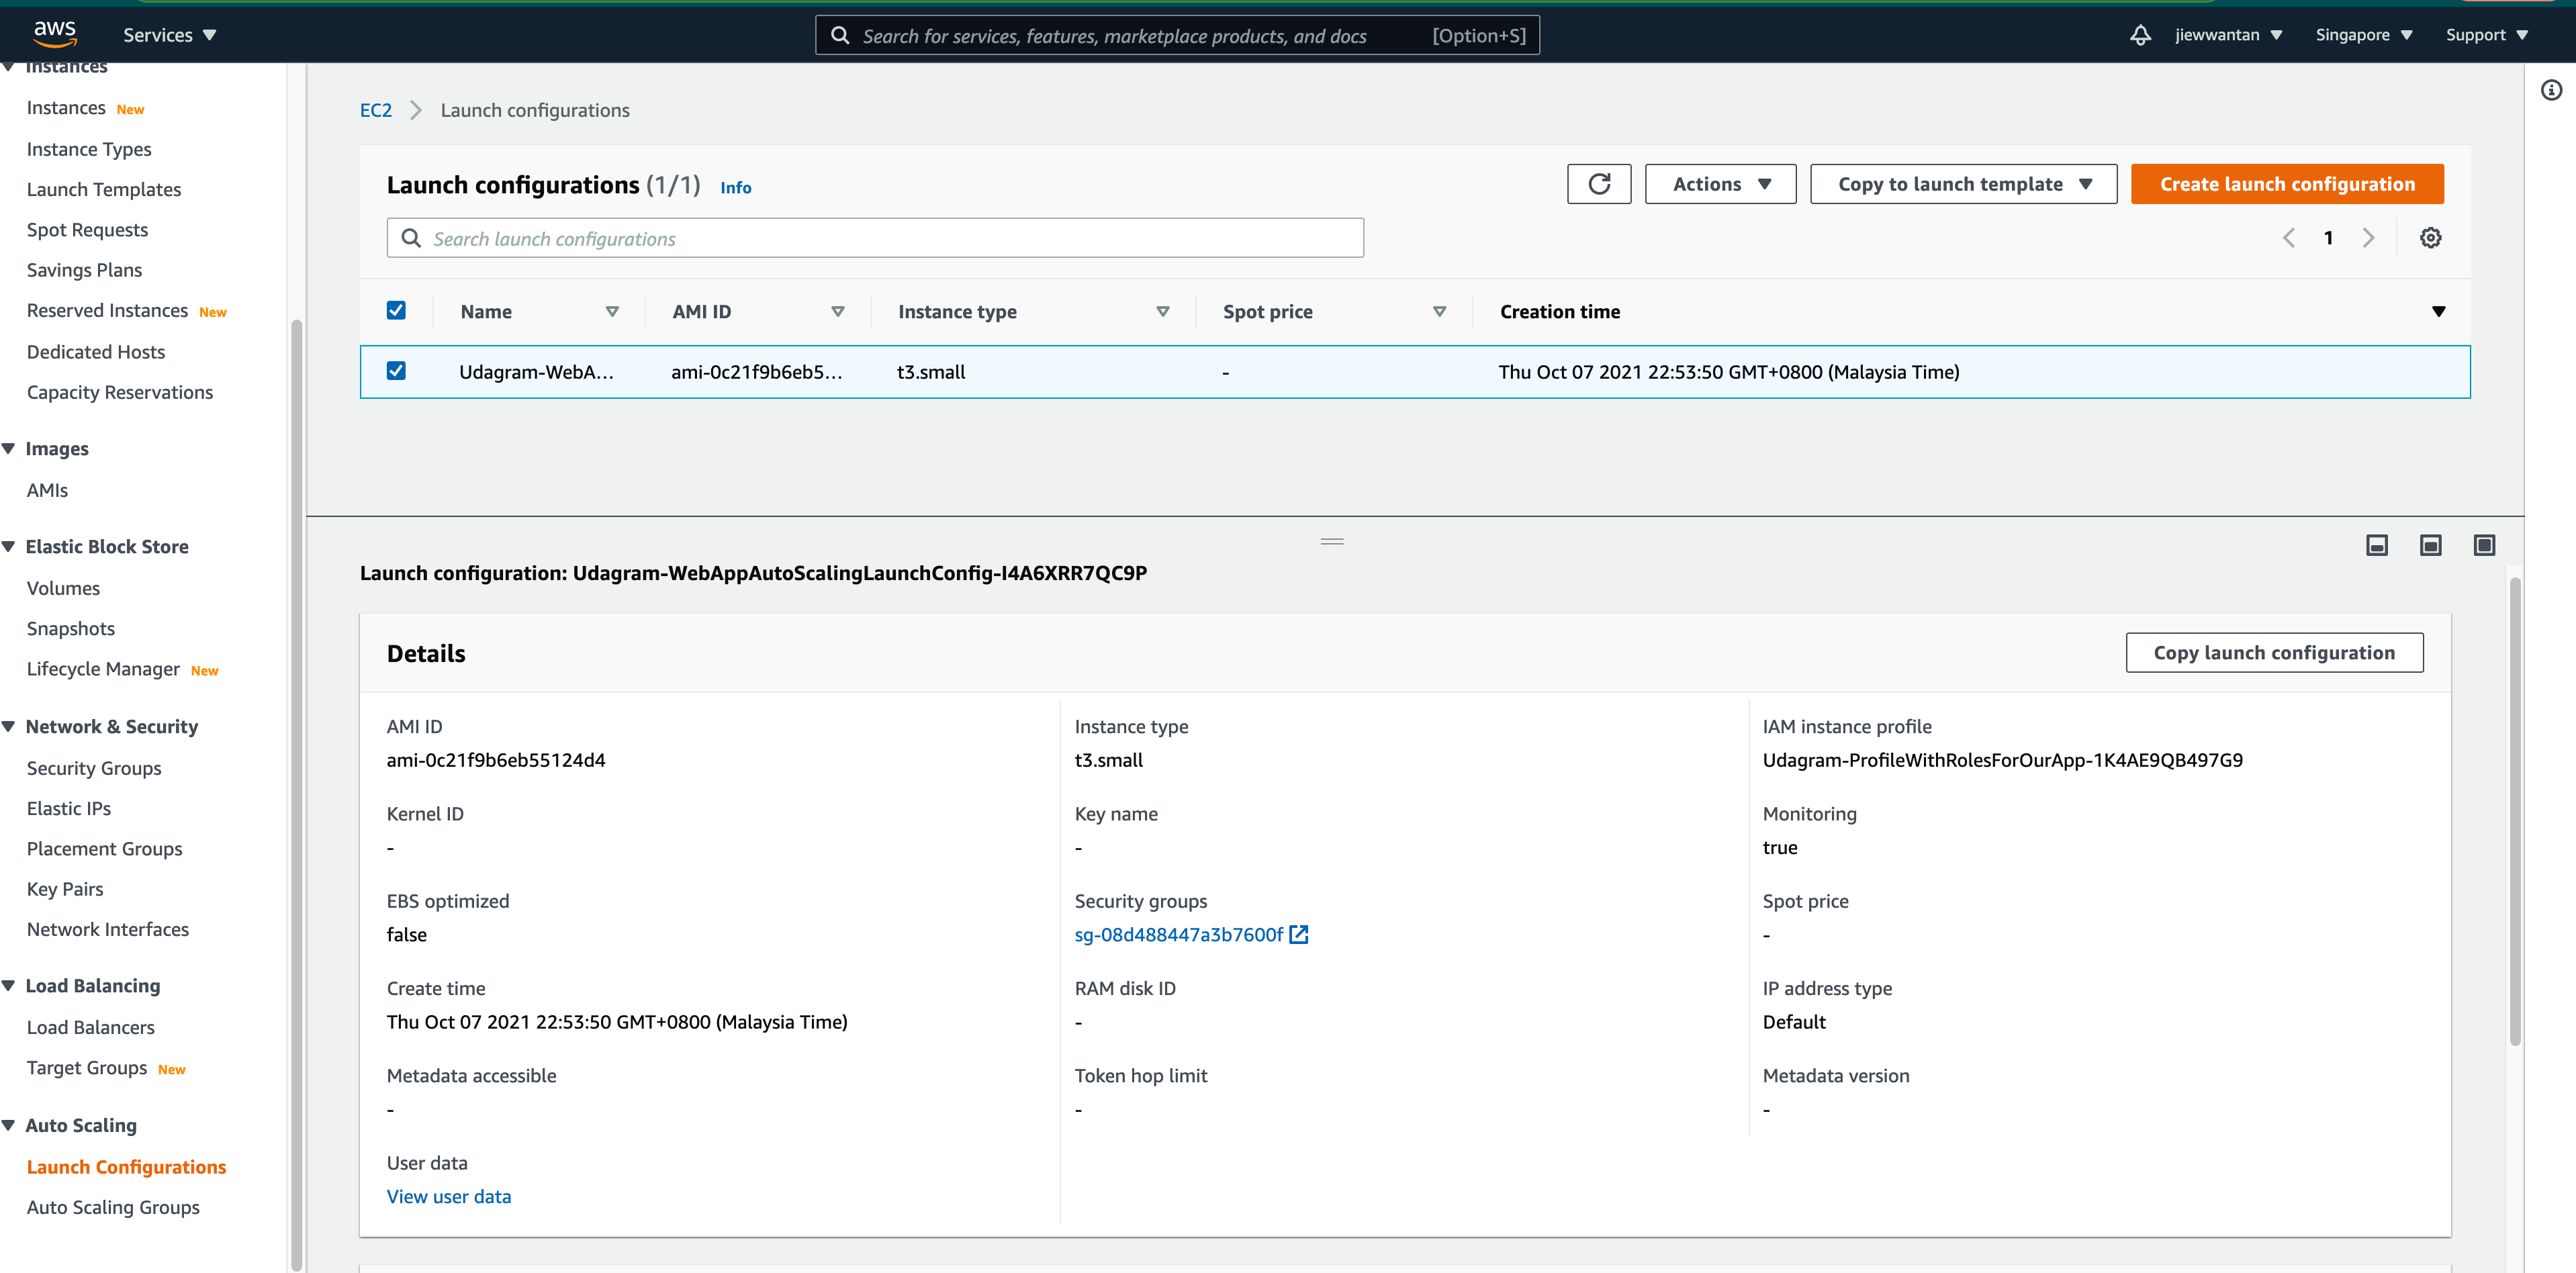 aws
Services
Search for services, features, marketplace products, and docs [Option+S]
jiewwantan
Singapore
Support
Instances
Instances New
Instance Types
Launch Templates
Spot Requests
Savings Plans
Reserved Instances New
Dedicated Hosts
Capacity Reservations
Images
AMIs
Elastic Block Store
Volumes
Snapshots
Lifecycle Manager New
Network & Security
Security Groups
Elastic IPs
Placement Groups
Key Pairs
Network Interfaces
Load Balancing
Load Balancers
Target Groups New
Auto Scaling
Launch Configurations
Auto Scaling Groups
EC2 > Launch configurations
Launch configurations (1/1) Info
Actions
Copy to launch template
Create launch configuration
Search launch configurations
1
Name AMI ID Instance type Spot price Creation time
Udagram-WebA... ami-0c21f9b6eb5... t3.small - Thu Oct 07 2021 22:53:50 GMT+0800 (Malaysia Time)
Launch configuration: Udagram-WebAppAutoScalingLaunchConfig-I4A6XRR7QC9P
Details
Copy launch configuration
AMI ID
ami-0c21f9b6eb55124d4
Instance type
t3.small
IAM instance profile
Udagram-ProfileWithRolesForOurApp-1K4AE9QB497G9
Kernel ID
-
Key name
-
Monitoring
true
EBS optimized
false
Security groups
sg-08d488447a3b7600f
Spot price
-
Create time
Thu Oct 07 2021 22:53:50 GMT+0800 (Malaysia Time)
RAM disk ID
-
IP address type
Default
Metadata accessible
-
Token hop limit
-
Metadata version
-
User data
View user data